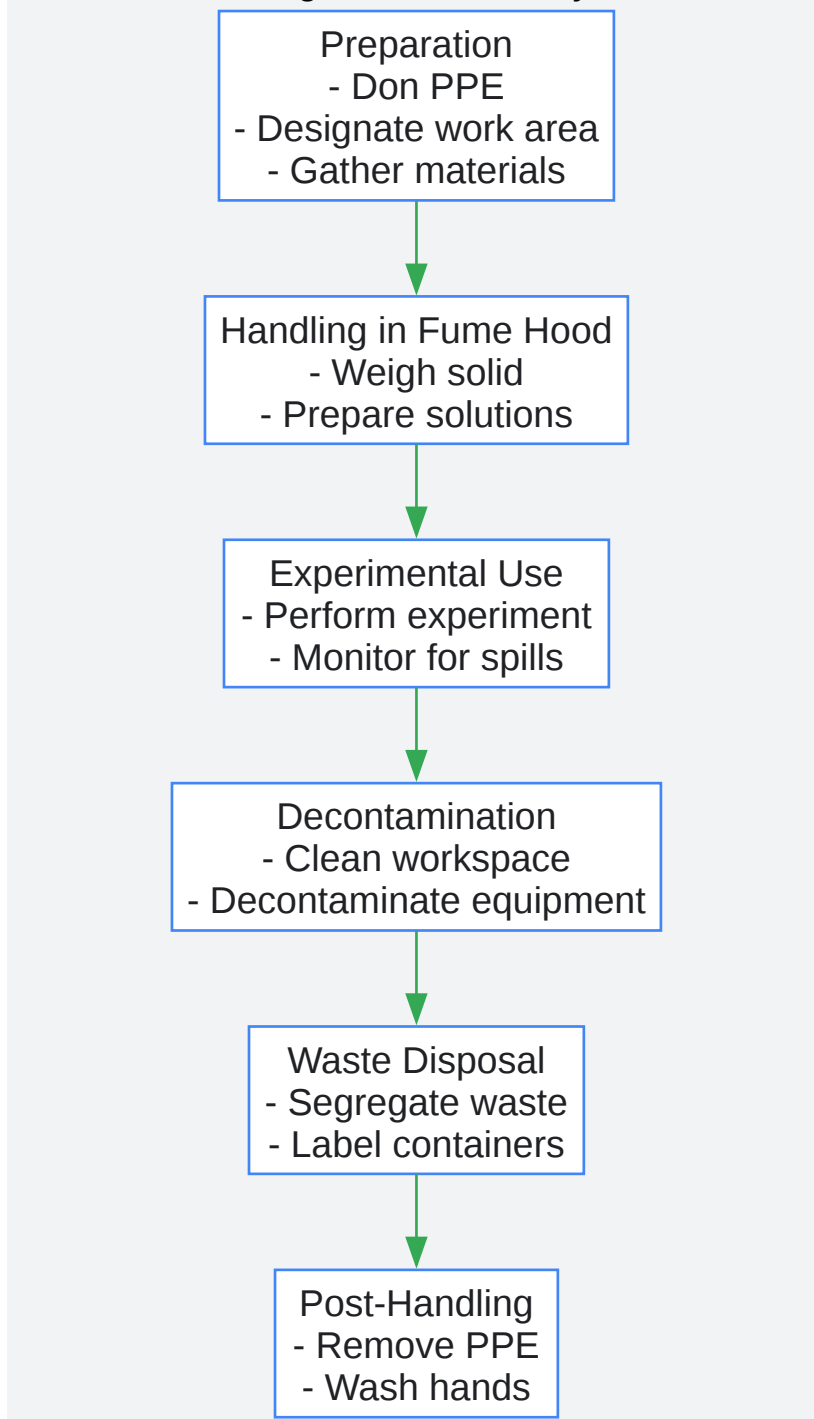 Preparation
- Don PPE
- Designate work area
- Gather materials
Handling in Fume Hood
- Weigh solid
- Prepare solutions
Experimental Use
- Perform experiment
- Monitor for spills
Decontamination
- Clean workspace
- Decontaminate equipment
Waste Disposal
- Segregate waste
- Label containers
Post-Handling
- Remove PPE
- Wash hands